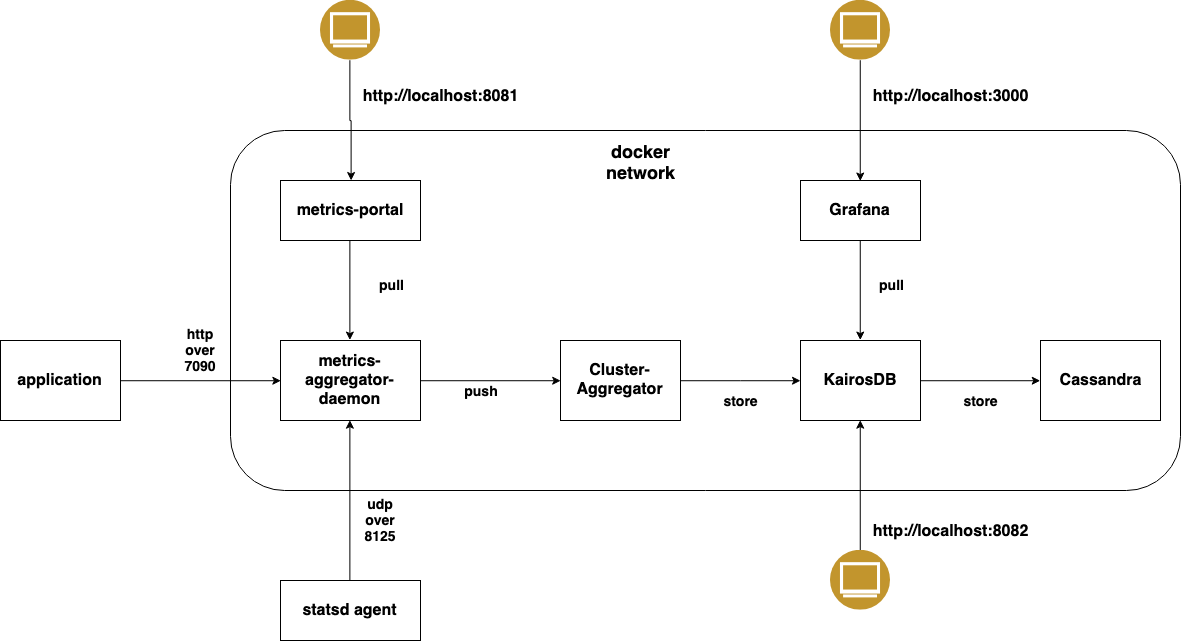 http://localhost:8081
http://localhost:3000
docker
network
metrics-portal
Grafana
pull
pull
http
over
7090
application
metrics-
aggregator-
daemon
push
Cluster-
Aggregator
store
KairosDB
store
Cassandra
udp
over
8125
http://localhost:8082
statsd agent